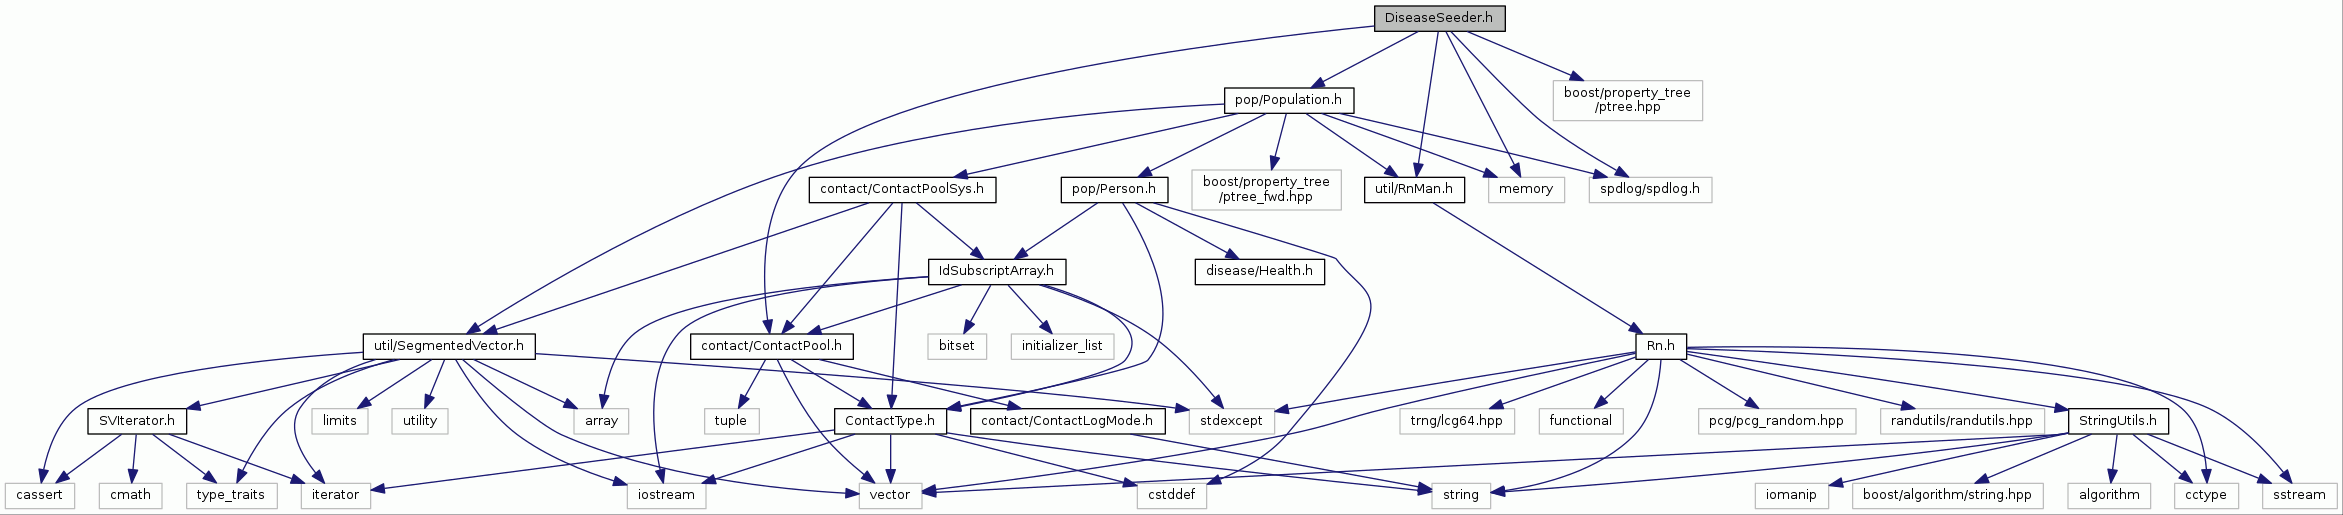 DiseaseSeeder.h
boost/property_tree
/ptree.hpp
pop/Population.h
contact/ContactPoolSys.h
pop/Person.h
boost/property_tree
/ptree_fwd.hpp
util/RnMan.h
memory
spdlog/spdlog.h
IdSubscriptArray.h
disease/Health.h
util/SegmentedVector.h
contact/ContactPool.h
bitset
initializer_list
Rn.h
SVIterator.h
limits
utility
array
tuple
ContactType.h
contact/ContactLogMode.h
stdexcept
trng/lcg64.hpp
functional
pcg/pcg_random.hpp
randutils/randutils.hpp
StringUtils.h
cassert
cmath
type_traits
iterator
iostream
vector
cstddef
string
iomanip
boost/algorithm/string.hpp
algorithm
cctype
sstream